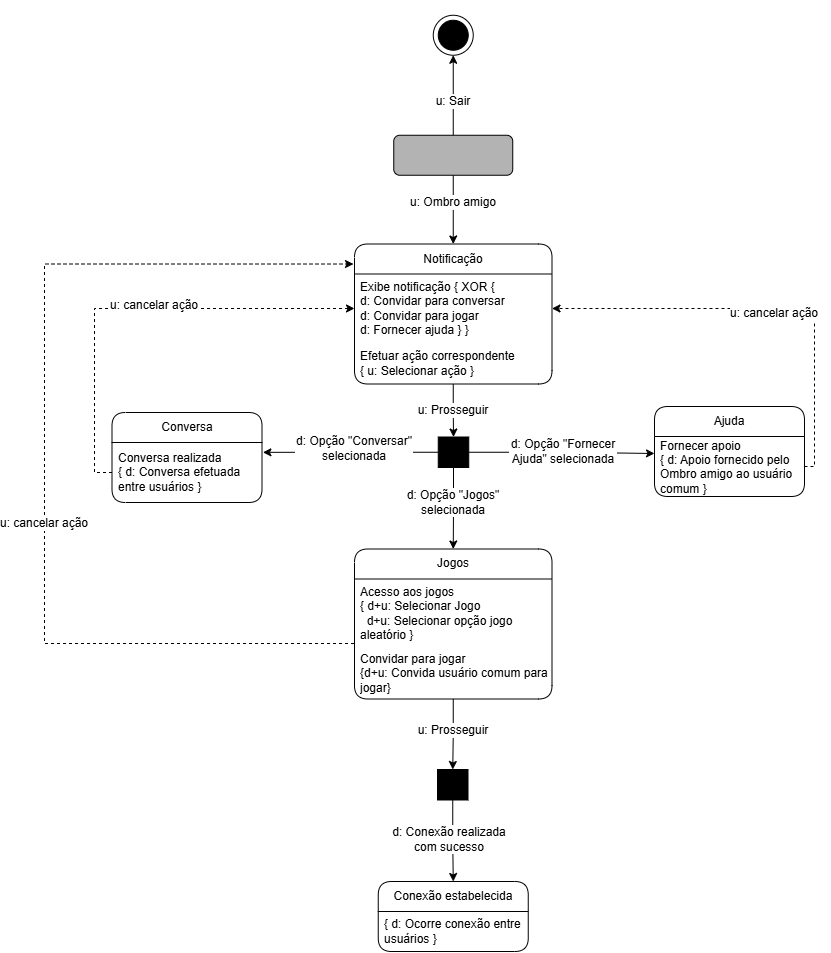 u: Sair
u: Ombro amigo
Notificação
Exibe notificação { XOR {
d: Convidar para conversar
d: Convidar para jogar
d: Fornecer ajuda } }
Efetuar ação correspondente
{ u: Selecionar ação }
u: cancelar ação
u: cancelar ação
u: Prosseguir
Conversa
Conversa realizada
{ d: Conversa efetuada
entre usuários }
d: Opção "Conversar"
selecionada
d: Opção "Fornecer
Ajuda" selecionada
Ajuda
Fornecer apoio
{ d: Apoio fornecido pelo
Ombro amigo ao usuário
comum }
d: Opção "Jogos"
selecionada
u: cancelar ação
Jogos
Acesso aos jogos
{ d+u: Selecionar Jogo
d+u: Selecionar opção jogo
aleatório }
Convidar para jogar
{d+u: Convida usuário comum para
jogar}
u: Prosseguir
d: Conexão realizada
com sucesso
Conexão estabelecida
{ d: Ocorre conexão entre
usuários }